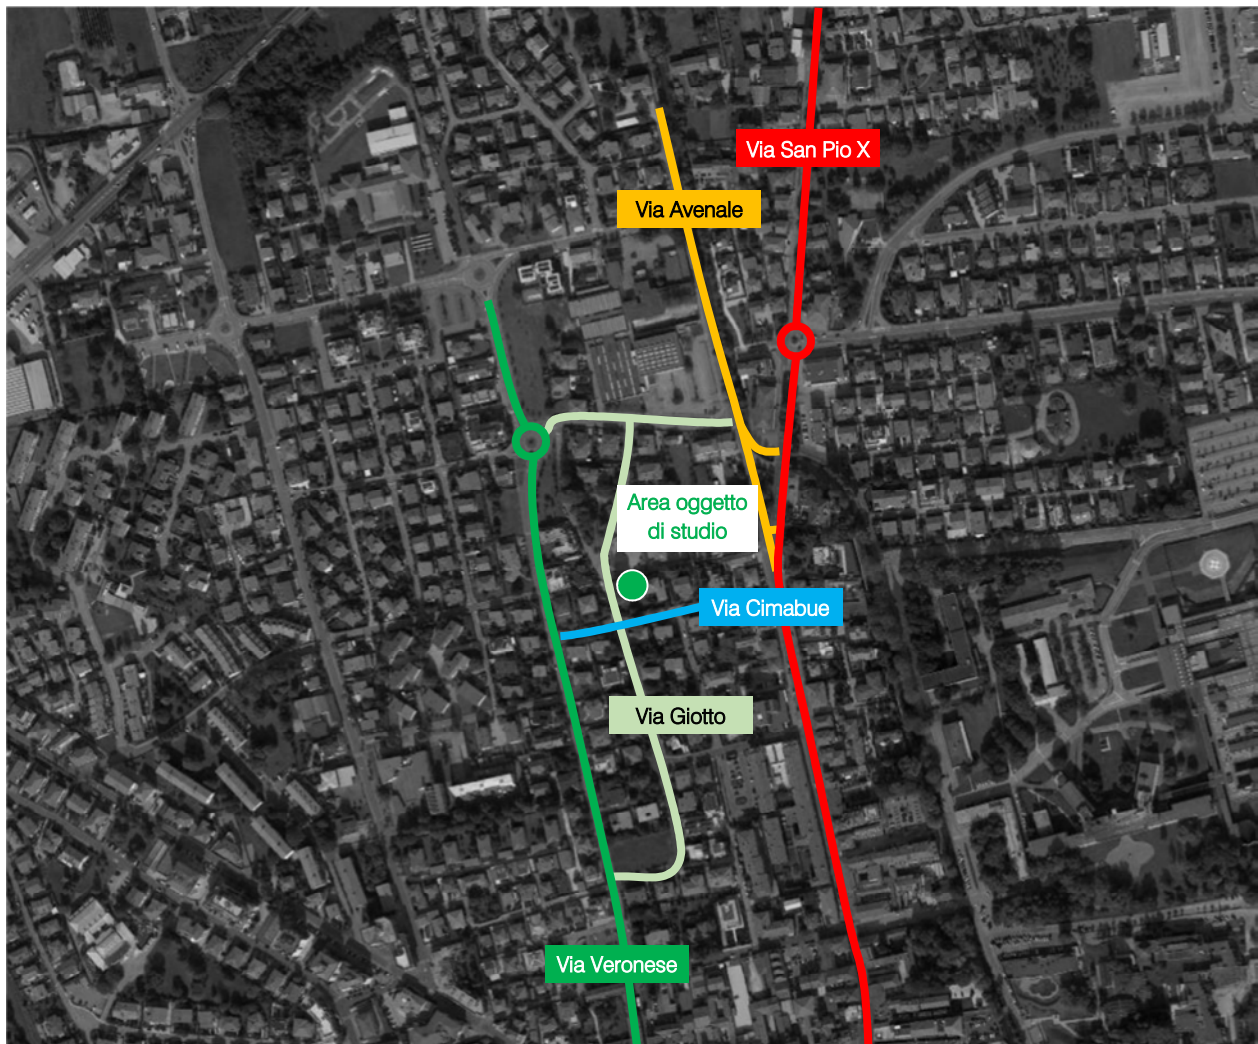 Via San Pio X
Via Avenale
Area oggetto
di studio
Via Cimabue
Via Giotto
Via Veronese